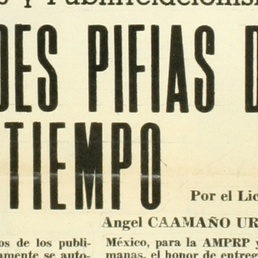 s y Publirrelacionis
DES PIFIAS D
TIEMPO
Por el Lic
Angel CAAMAÑO UR
os de los publi-
amente se auto-
México, para la AMPRP y
manas, el honor de entreg